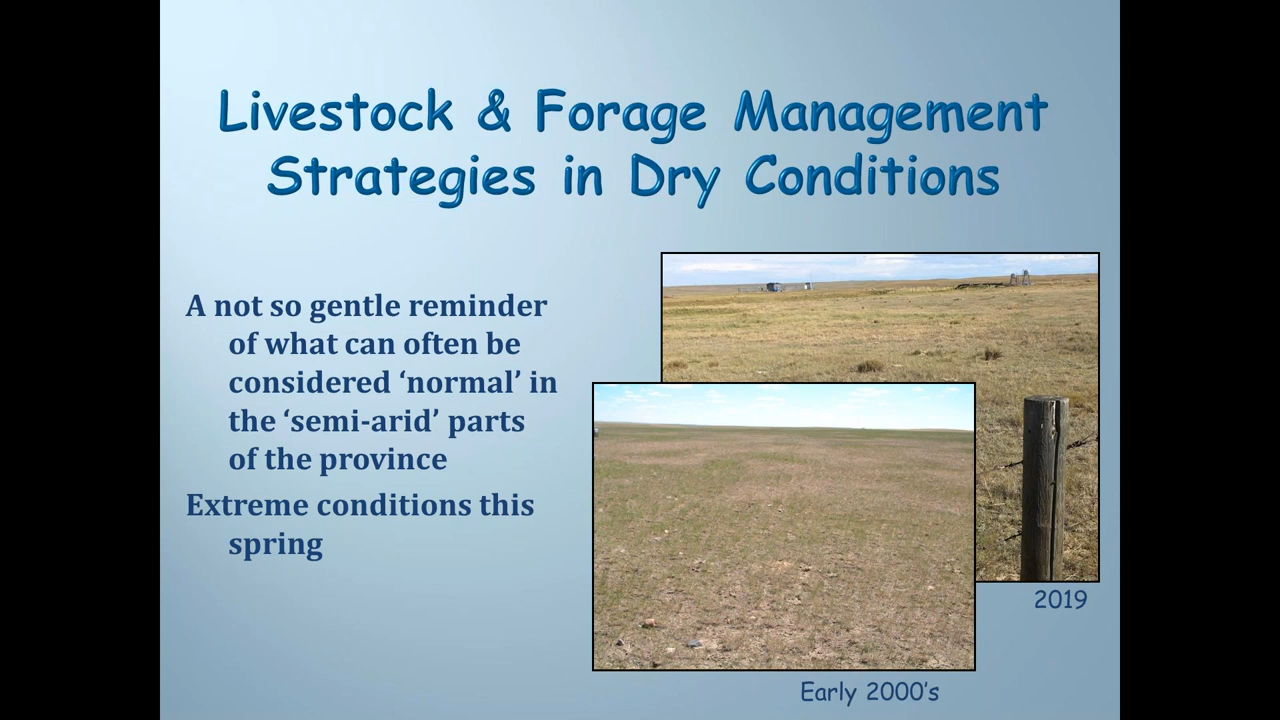 Livestock & Forage Management
Strategies in Dry Conditions
A not so gentle reminder
of what can often be
considered ‘normal’ in
the ‘semi-arid’ parts
of the province
Extreme conditions this
spring
2019
Early 2000’s